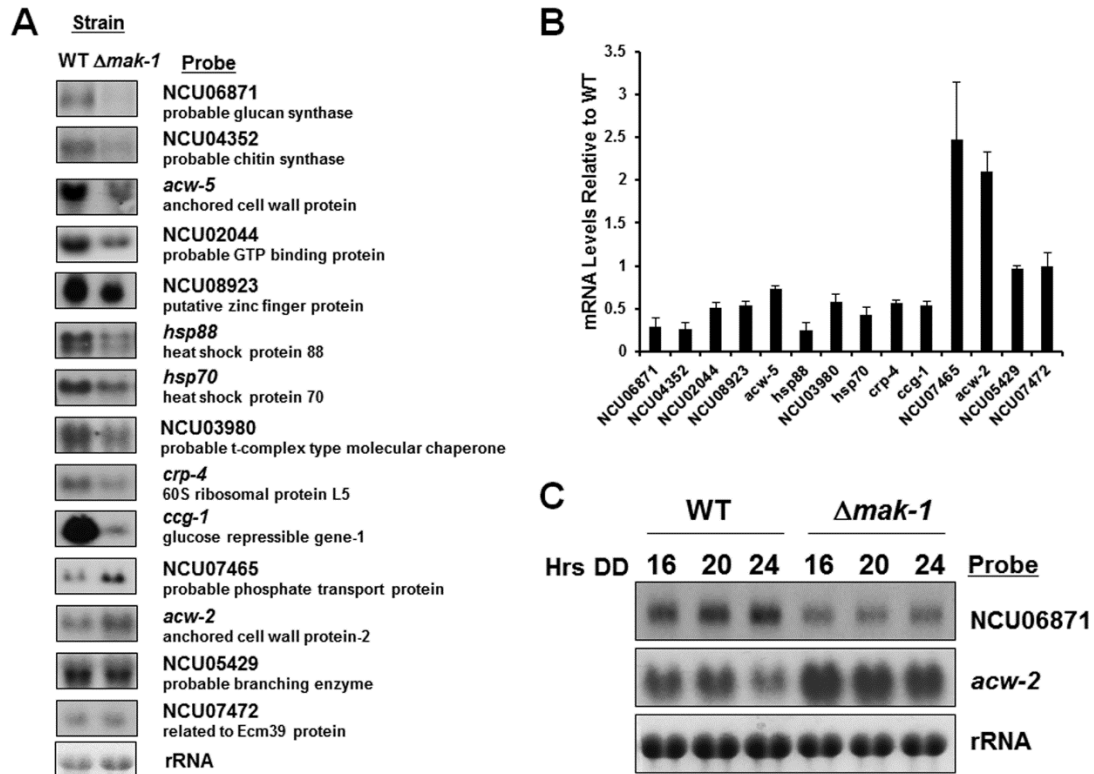 A
Strain
WT Δmak-1 Probe
NCU06871
probable glucan synthase
NCU04352
probable chitin synthase
acw-5
anchored cell wall protein
NCU02044
probable GTP binding protein
NCU08923
putative zinc finger protein
hsp88
heat shock protein 88
hsp70
heat shock protein 70
NCU03980
probable t-complex type molecular chaperone
crp-4
60S ribosomal protein L5
ccg-1
glucose repressible gene-1
NCU07465
probable phosphate transport protein
acw-2
anchored cell wall protein-2
NCU05429
probable branching enzyme
NCU07472
related to Ecm39 protein
rRNA
B
mRNA Levels Relative to WT
3.5
3
2.5
2
1.5
1
0.5
0
NCU06871
NCU04352
NCU02044
NCU08923
acw-5
hsp88
NCU03980
hsp70
crp-4
ccg-1
NCU07465
acw-2
NCU05429
NCU07472
C
WT Δmak-1
Hrs DD 16 20 24 16 20 24 Probe
NCU06871
acw-2
rRNA